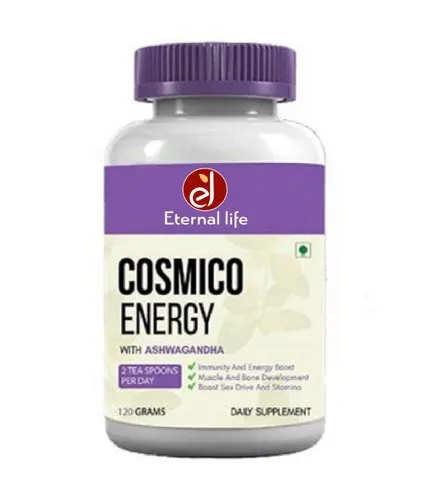 el
Eternal life
COSMICO
ENERGY
WITH ASHWAGANDHA
2 TEA SPOONS
PER DAY
Immunity And Energy Boost
Muscle And Bone Development
Boost Sex Drive And Stamina
120 GRAMS
DAILY SUPPLEMENT